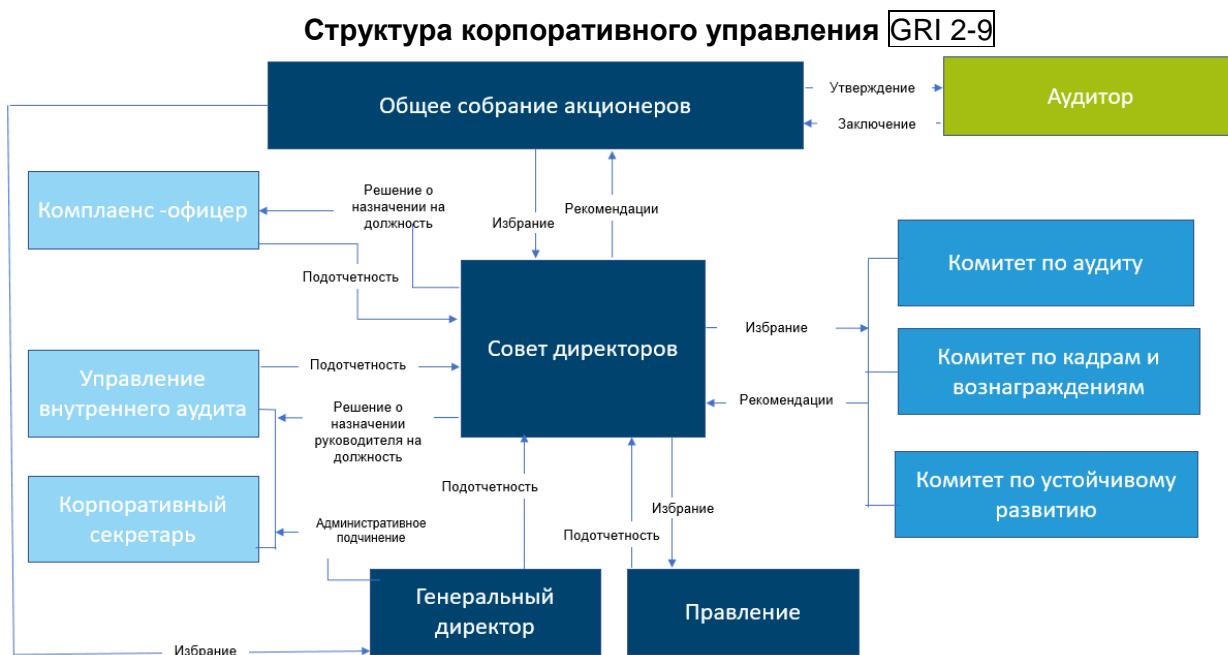 Структура корпоративного управления GRI 2-9
Общее собрание акционеров
Утверждение
Аудитор
Заключение
Комплаенс -офицер
Решение о
назначении на
должность
Избрание
Рекомендации
Подотчетность
Комитет по аудиту
Совет директоров
Избрание
Управление
внутреннего аудита
Подотчетность
Комитет по кадрам и
вознаграждениям
Рекомендации
Решение о
назначении
руководителя на
должность
Корпоративный
секретарь
Подотчетность
Избрание
Комитет по устойчивому
развитию
Административное
подчинение
Подотчетность
Генеральный
директор
Правление
Избрание